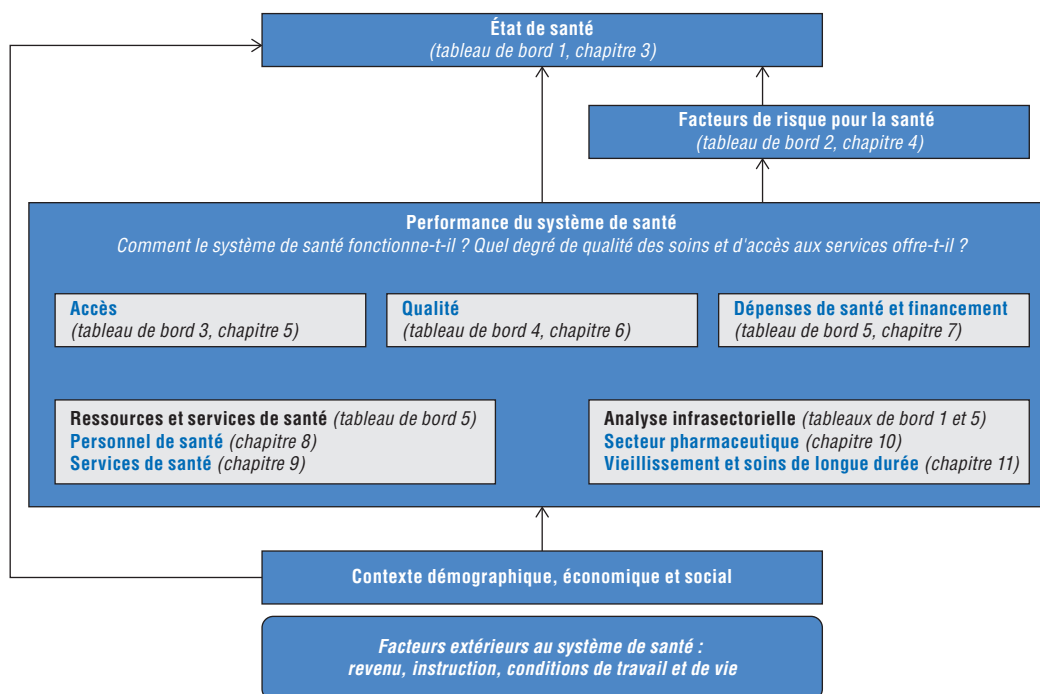 État de santé
(tableau de bord 1, chapitre 3)
Facteurs de risque pour la santé
(tableau de bord 2, chapitre 4)
Performance du système de santé
Comment le système de santé fonctionne-t-il ? Quel degré de qualité des soins et d'accès aux services offre-t-il ?
Accès
(tableau de bord 3, chapitre 5)
Qualité
(tableau de bord 4, chapitre 6)
Dépenses de santé et financement
(tableau de bord 5, chapitre 7)
Ressources et services de santé (tableau de bord 5)
Personnel de santé (chapitre 8)
Services de santé (chapitre 9)
Analyse infrasectorielle (tableaux de bord 1 et 5)
Secteur pharmaceutique (chapitre 10)
Vieillissement et soins de longue durée (chapitre 11)
Contexte démographique, économique et social
Facteurs extérieurs au système de santé :
revenu, instruction, conditions de travail et de vie